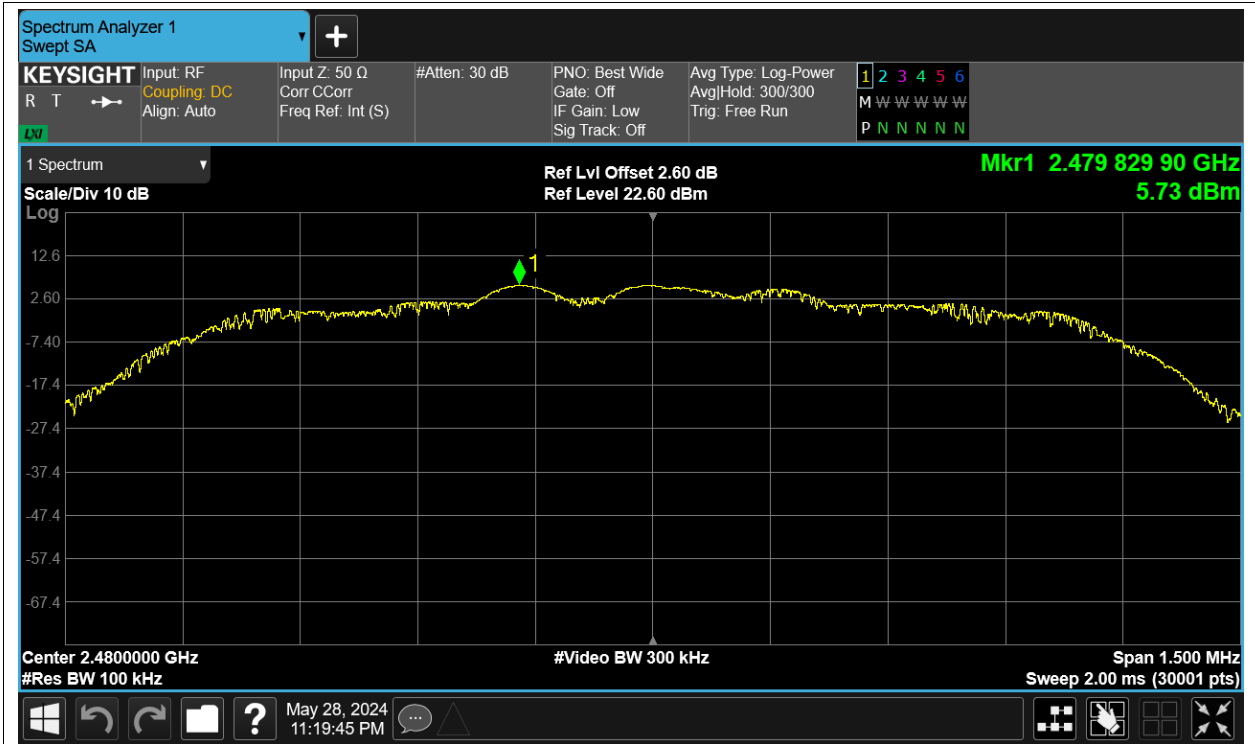 Spectrum Analyzer 1
Swept SA
KEYSIGHT
R T
LXI
Input: RF
Coupling: DC
Align: Auto
Input Z: 50 Ω
Corr CCorr
Freq Ref: Int (S)
#Atten: 30 dB
PNO: Best Wide
Gate: Off
IF Gain: Low
Sig Track: Off
Avg Type: Log-Power
Avg|Hold: 300/300
Trig: Free Run
1 2 3 4 5 6
M W W W W W
P N N N N N
1 Spectrum
Scale/Div 10 dB
Log
Ref Lvl Offset 2.60 dB
Ref Level 22.60 dBm
Mkr1 2.479 829 90 GHz
5.73 dBm
1
12.6
2.60
-7.40
-17.4
-27.4
-37.4
-47.4
-57.4
-67.4
Center 2.4800000 GHz
#Res BW 100 kHz
#Video BW 300 kHz
Span 1.500 MHz
Sweep 2.00 ms (30001 pts)
?
May 28, 2024
11:19:45 PM